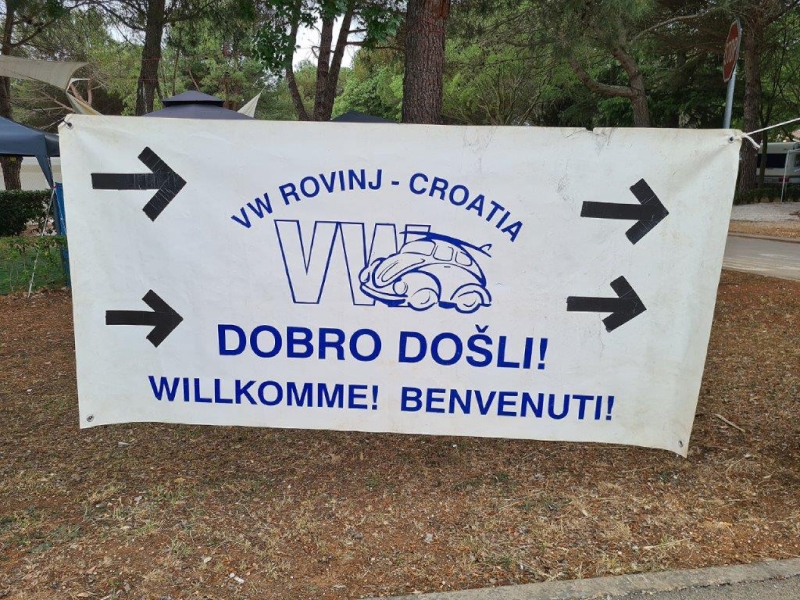 VW ROVINJ - CROATIA
VW
DOBRO DOŠLI!
WILLKOMME! BENVENUTI!